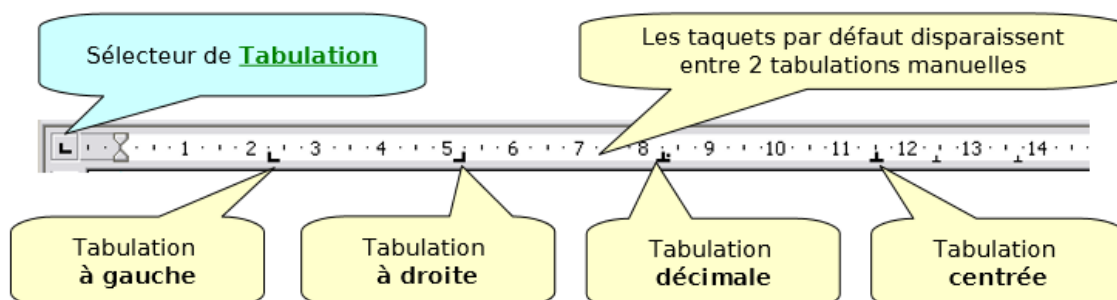 Sélecteur de Tabulation
Les taquets par défaut disparaissent
entre 2 tabulations manuelles
1 2 3 4 5 6 7 8 9 10 11 12 13 14
Tabulation
à gauche
Tabulation
à droite
Tabulation
décimale
Tabulation
centrée